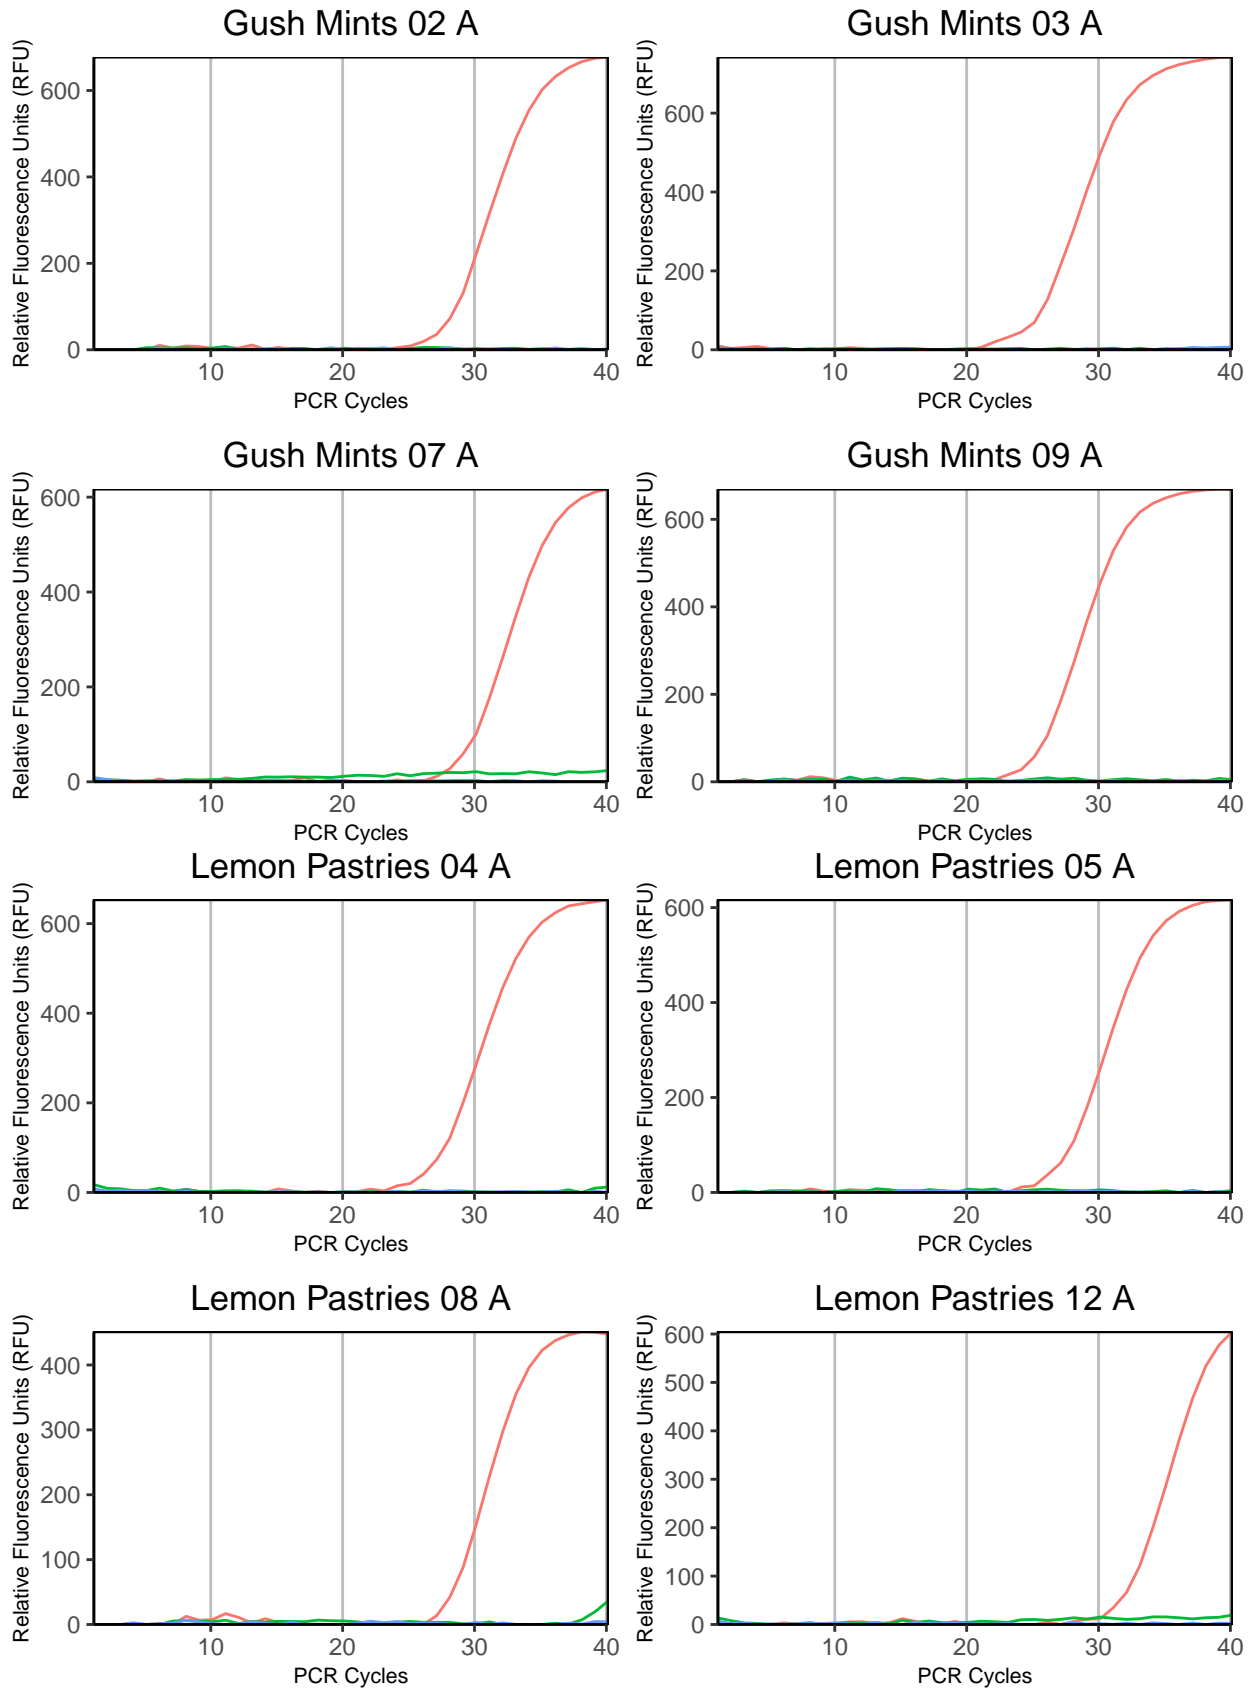 Gush Mints 02 A
Relative Fluorescence Units (RFU)
600
400
200
0
10 20 30 40
PCR Cycles
Gush Mints 03 A
Relative Fluorescence Units (RFU)
600
400
200
0
10 20 30 40
PCR Cycles
Gush Mints 07 A
Relative Fluorescence Units (RFU)
600
400
200
0
10 20 30 40
PCR Cycles
Gush Mints 09 A
Relative Fluorescence Units (RFU)
600
400
200
0
10 20 30 40
PCR Cycles
Lemon Pastries 04 A
Relative Fluorescence Units (RFU)
600
400
200
0
10 20 30 40
PCR Cycles
Lemon Pastries 05 A
Relative Fluorescence Units (RFU)
600
400
200
0
10 20 30 40
PCR Cycles
Lemon Pastries 08 A
Relative Fluorescence Units (RFU)
400
300
200
100
0
10 20 30 40
PCR Cycles
Lemon Pastries 12 A
Relative Fluorescence Units (RFU)
600
500
400
300
200
100
0
10 20 30 40
PCR Cycles